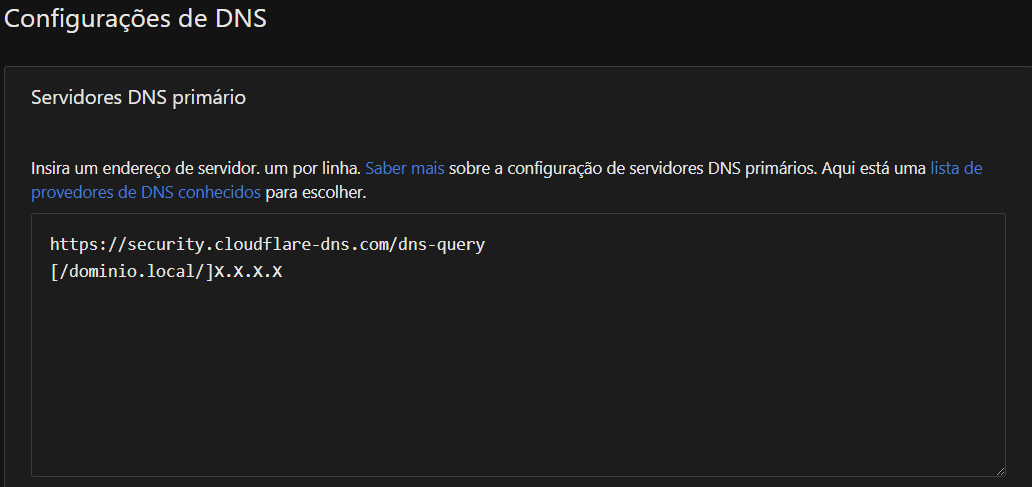 Configurações de DNS
Servidores DNS primário
Insira um endereço de servidor. um por linha. Saber mais sobre a configuração de servidores DNS primários. Aqui está uma lista de
provedores de DNS conhecidos para escolher.
https://security.cloudflare-dns.com/dns-query
[/dominio.local/]X.X.X.X